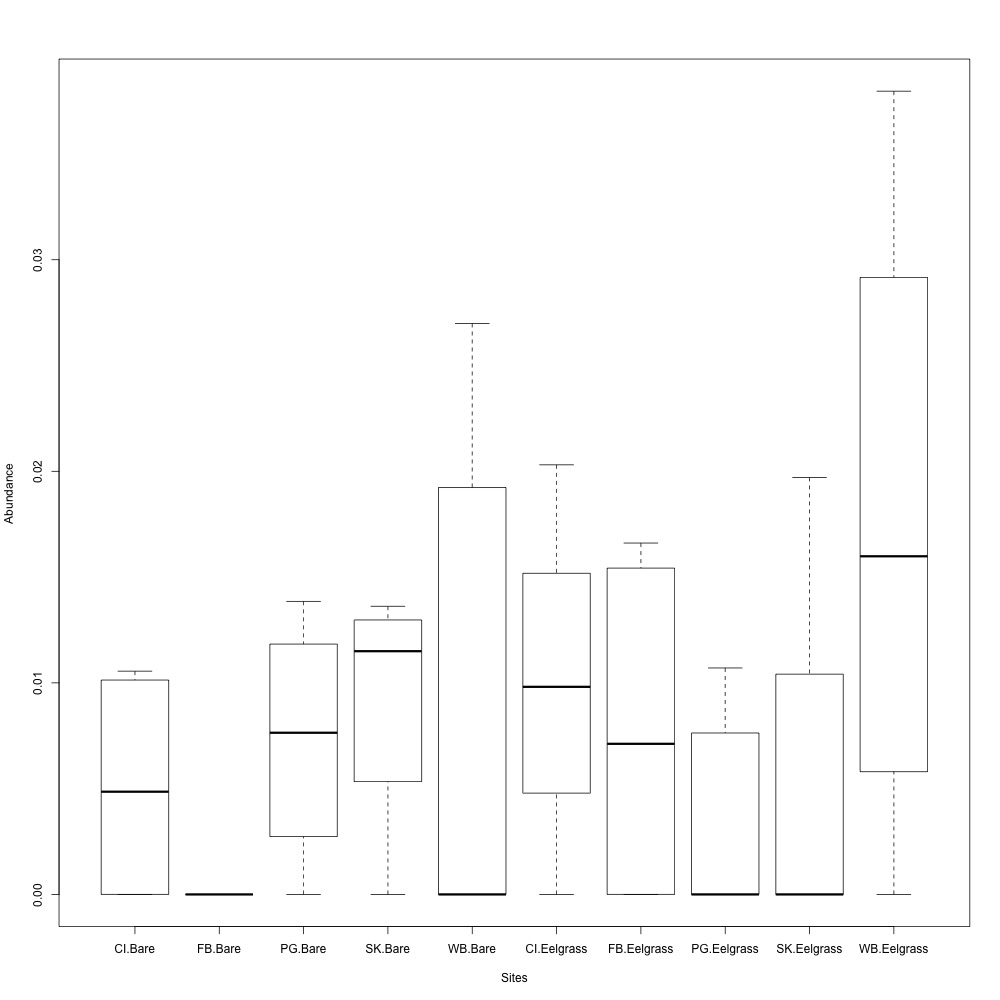 Abundance
0.03
0.02
0.01
0.00
CI.Bare FB.Bare PG.Bare SK.Bare WB.Bare CI.Eelgrass FB.Eelgrass PG.Eelgrass SK.Eelgrass WB.Eelgrass
Sites